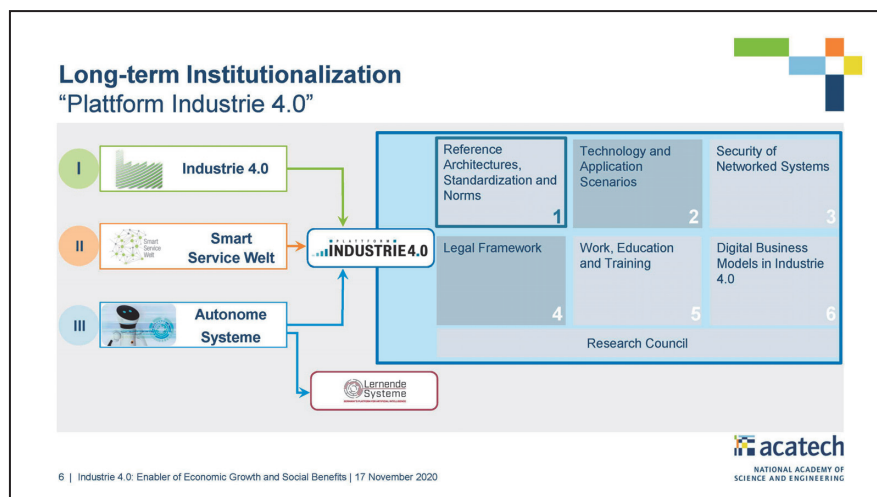 Long-term Institutionalization
“Plattform Industrie 4.0”
I
Industrie 4.0
II
Smart
Service
Welt
Smart
Service Welt
III
Autonome
Systeme
PLATTFORM
INDUSTRIE4.0
Lernende
Systeme
Reference
Architectures,
Standardization and
Norms
1
Technology and
Application
Scenarios
2
Security of
Networked Systems
3
Legal Framework
4
Work, Education
and Training
5
Digital Business
Models in Industrie
4.0
6
Research Council
6 | Industrie 4.0: Enabler of Economic Growth and Social Benefits | 17 November 2020
acatech
NATIONAL ACADEMY OF
SCIENCE AND ENGINEERING